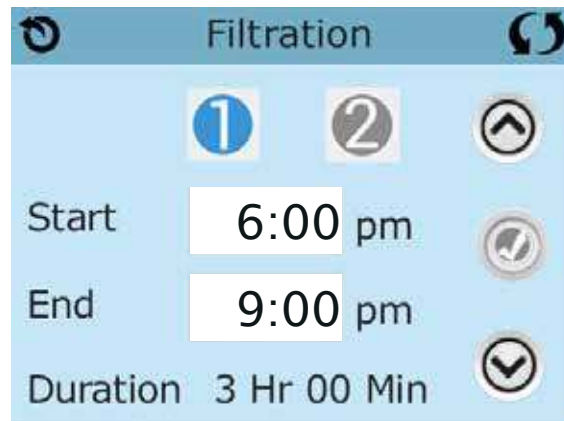 Filtration
1 2
Start 6:00 pm
End 9:00 pm
Duration 3 Hr 00 Min